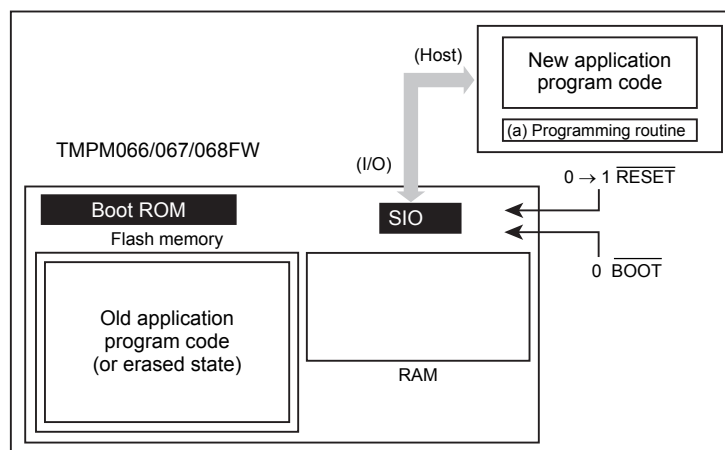 (Host)
New application
program code
(a) Programming routine
TMPM066/067/068FW
(I/O)
0 → 1 RESET
Boot ROM
SIO
Flash memory
0 BOOT
Old application
program code
(or erased state)
RAM